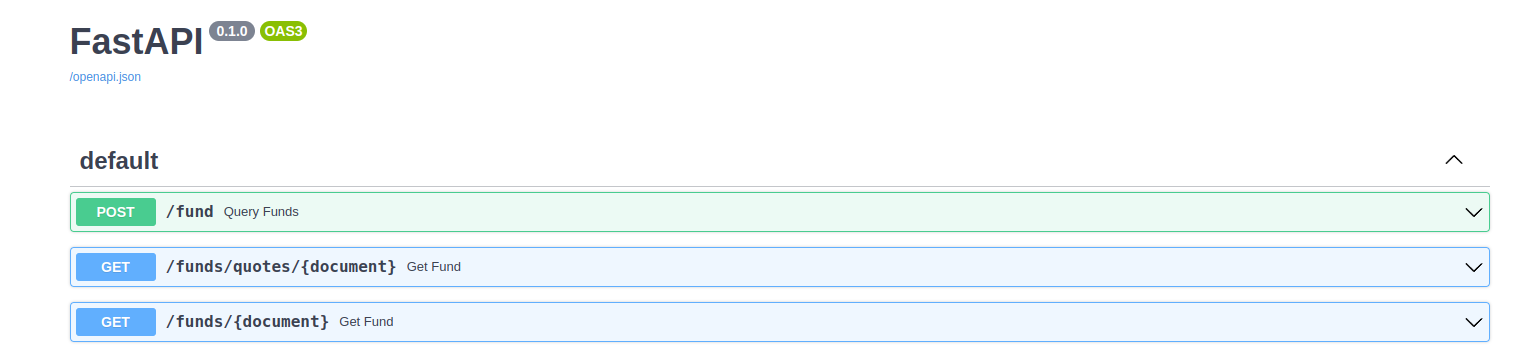 FastAPI 0.1.0 OAS3
/openapi.json
default
POST /fund Query Funds
GET /funds/quotes/{document} Get Fund
GET /funds/{document} Get Fund